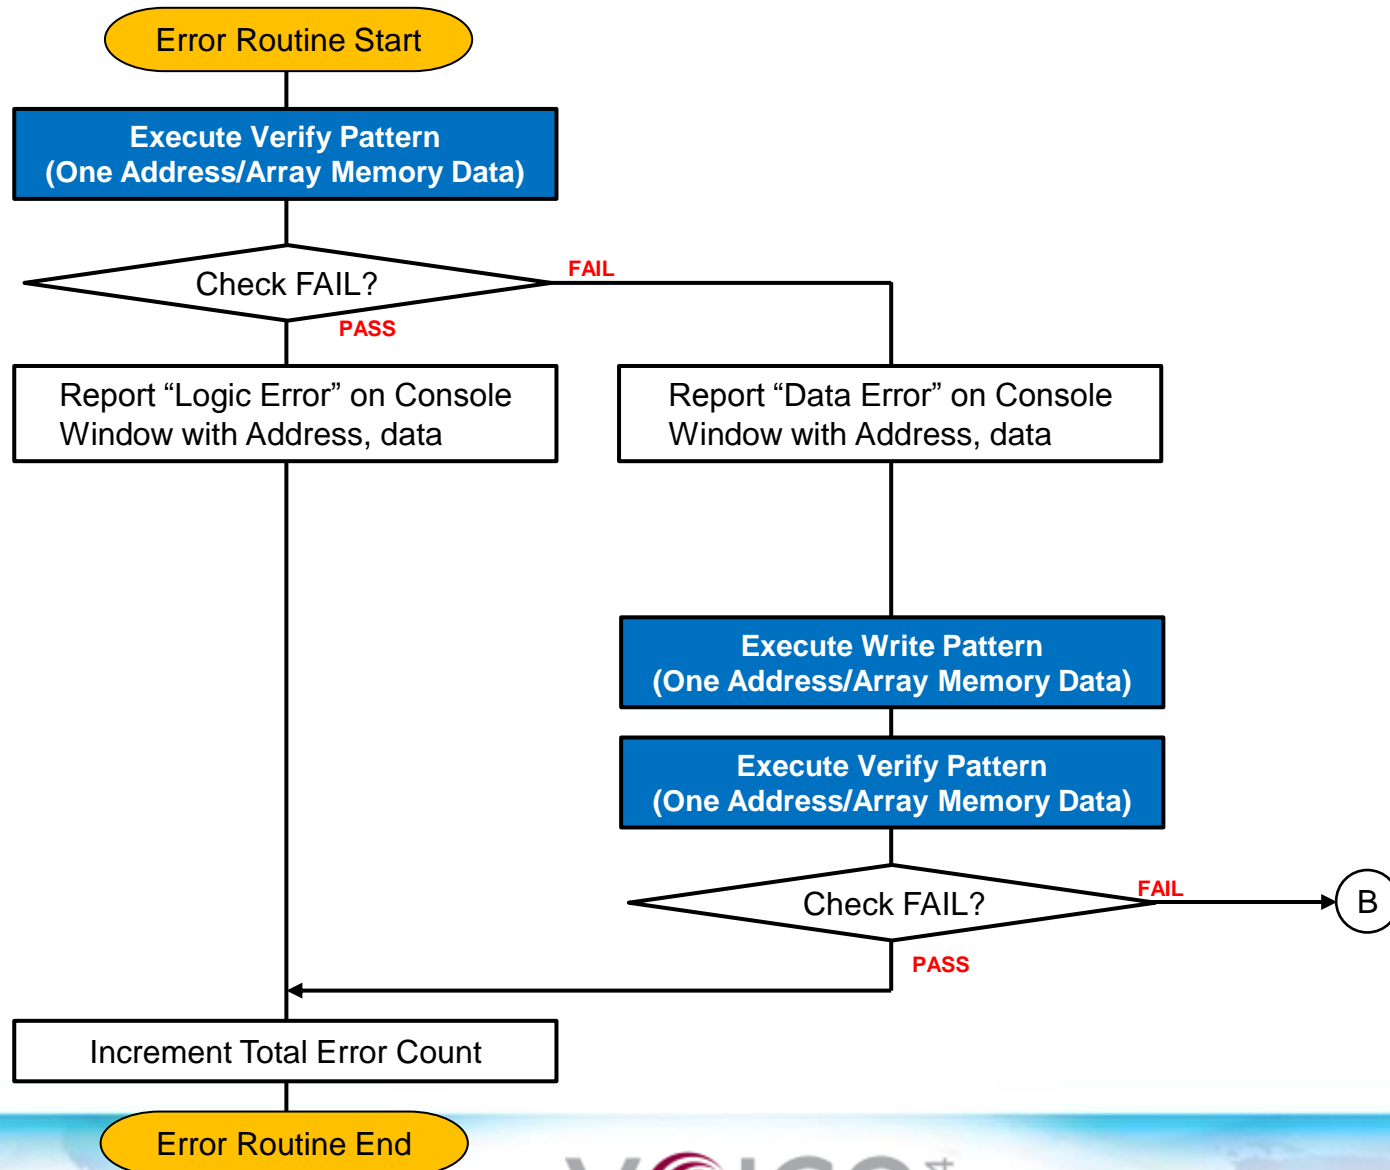 Error Routine Start
Execute Verify Pattern
(One Address/Array Memory Data)
Check FAIL?
FAIL
PASS
Report “Logic Error” on Console
Window with Address, data
Report “Data Error” on Console
Window with Address, data
Execute Write Pattern
(One Address/Array Memory Data)
Execute Verify Pattern
(One Address/Array Memory Data)
Check FAIL?
FAIL
B
PASS
Increment Total Error Count
Error Routine End